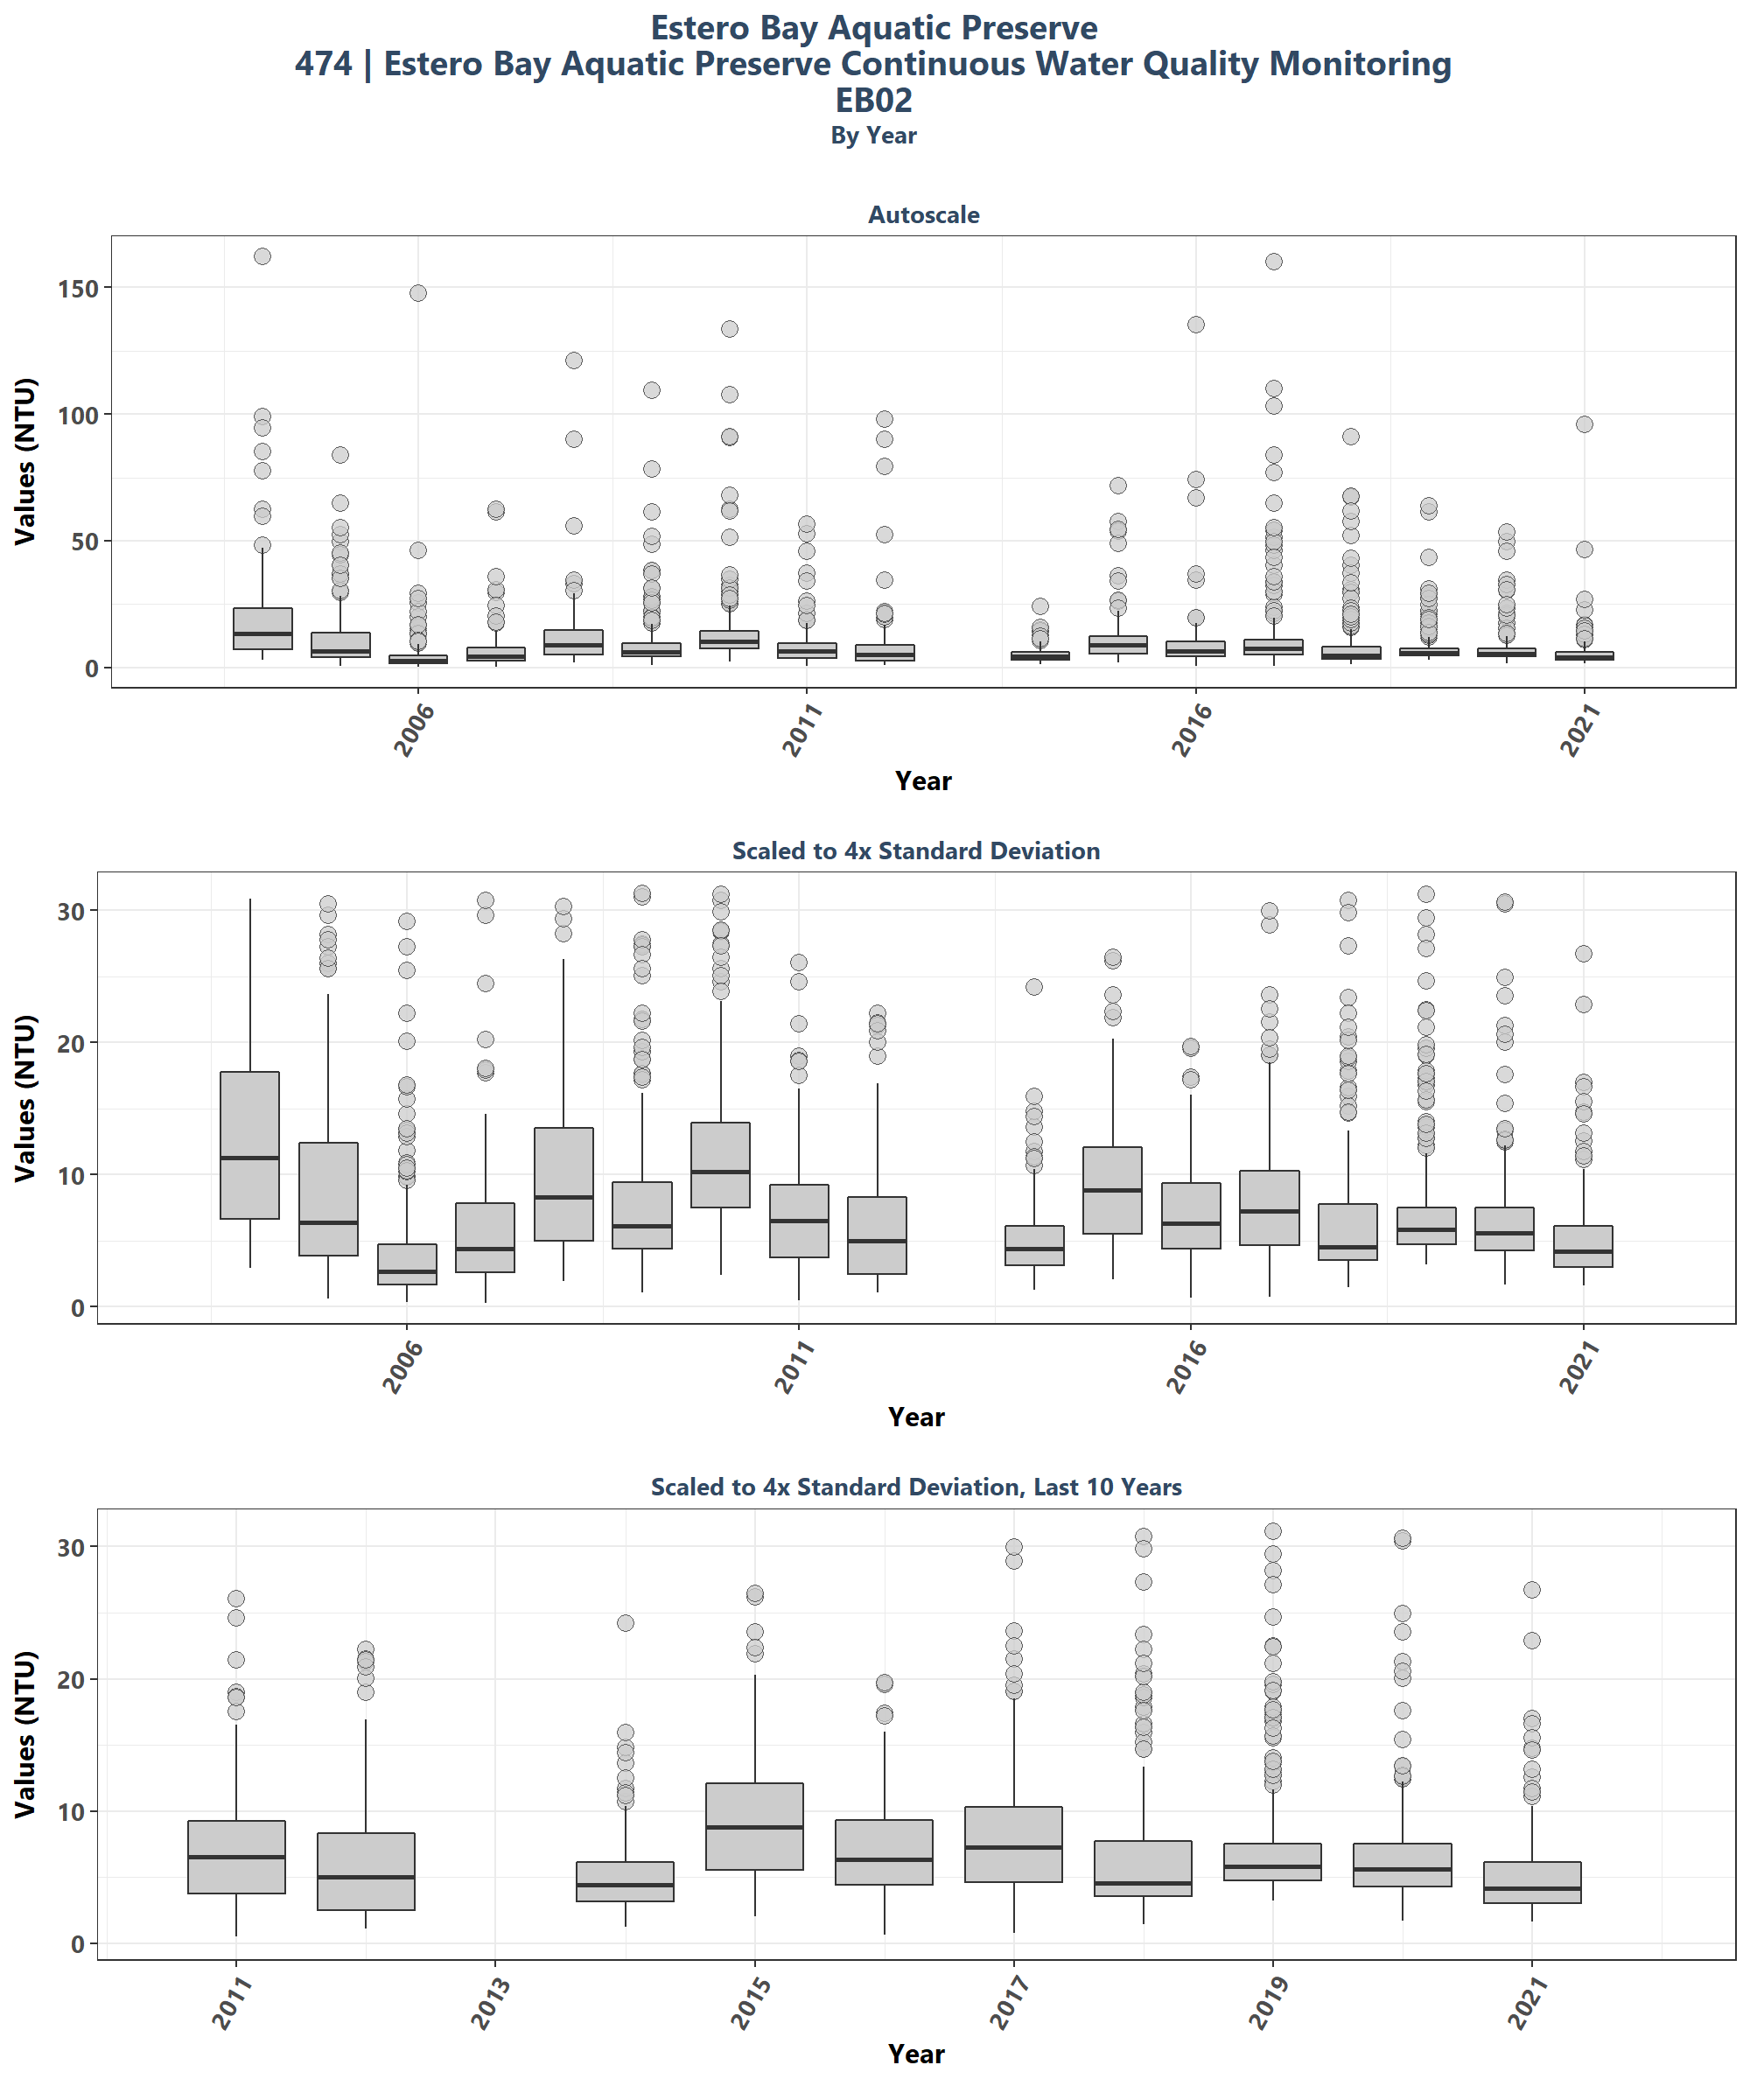 Estero Bay Aquatic Preserve
474 | Estero Bay Aquatic Preserve Continuous Water Quality Monitoring
EB02
By Year
Autoscale
Values (NTU)
150
100
50
0
2006
2011
2016
2021
Year
Scaled to 4x Standard Deviation
Values (NTU)
30
20
10
0
2006
2011
2016
2021
Year
Scaled to 4x Standard Deviation, Last 10 Years
Values (NTU)
30
20
10
0
2011
2013
2015
2017
2019
2021
Year